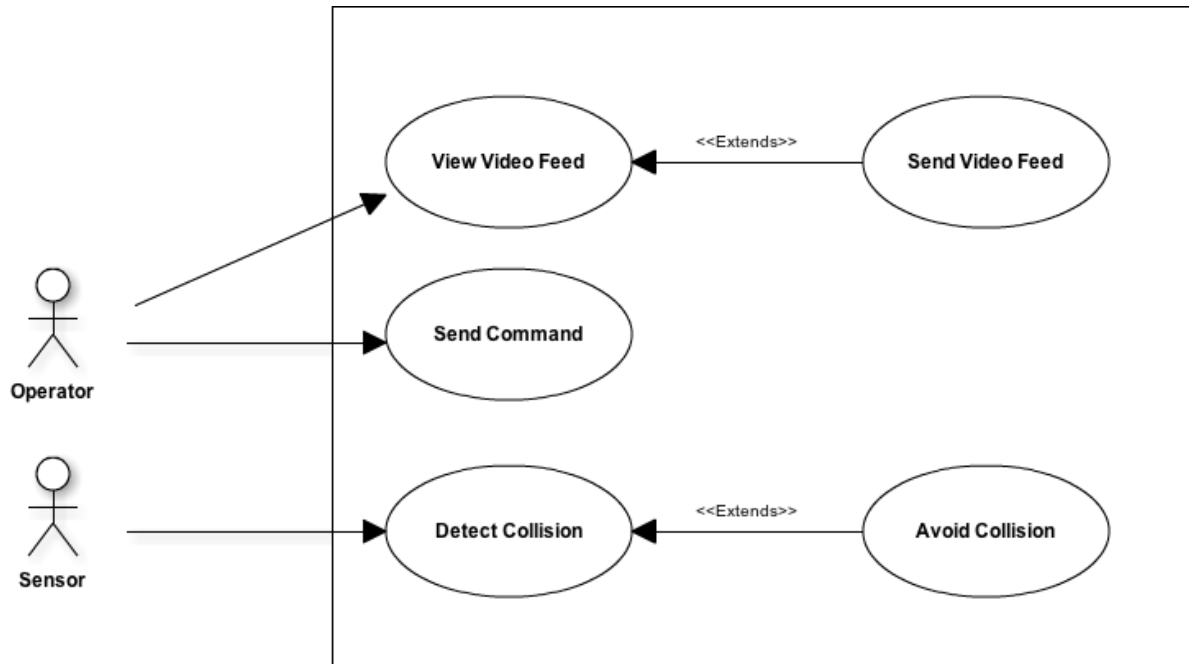 View Video Feed
<<Extends>>
Send Video Feed
Send Command
Operator
Detect Collision
<<Extends>>
Avoid Collision
Sensor